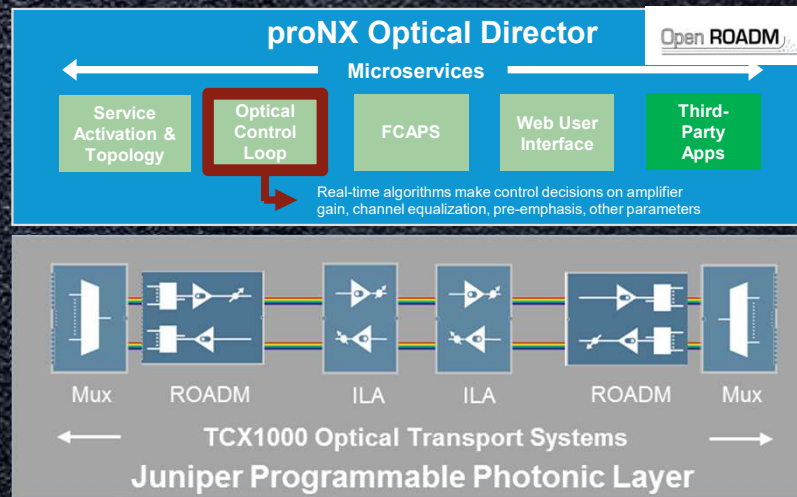 proNX Optical Director
Open ROADM
Microservices
Service
Activation &
Topology
Optical
Control
Loop
FCAPS
Web User
Interface
Third-
Party
Apps
Real-time algorithms make control decisions on amplifier
gain, channel equalization, pre-emphasis, other parameters
Mux
ROADM
ILA
ILA
ROADM
Mux
TCX1000 Optical Transport Systems
Juniper Programmable Photonic Layer